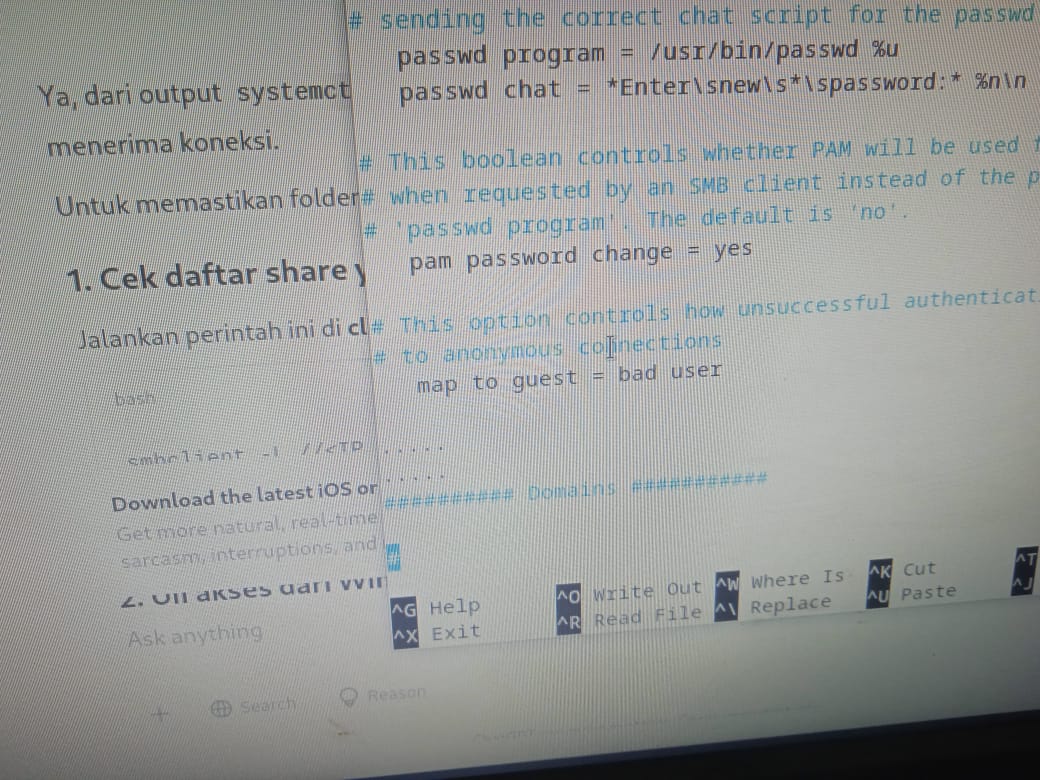 # sending the correct chat script for the passwd
passwd program = /usr/bin/passwd %u
passwd chat = *Enter\snew\s*\spassword:* %n\n
# This boolean controls whether PAM will be used
# when requested by an SMB client instead of the
# 'passwd program'. The default is 'no'.
pam password change = yes
# This option controls how unsuccessful authenticat
# to anonymous connections
map to guest = bad user
########## Domains ###########
#
^G Help
^O Write Out
^W Where Is
^K Cut
^T
^X Exit
^R Read File
^\ Replace
^U Paste
^J
Ya, dari output systemct
menerima koneksi.
Untuk memastikan folder
1. Cek daftar share
Jalankan perintah ini di cl
bash
smbclient -L //<IP
Download the latest iOS or
Get more natural, real-time
sarcasm, interruptions, and
2. Uji akses dari Win
Ask anything
+ Search Reason